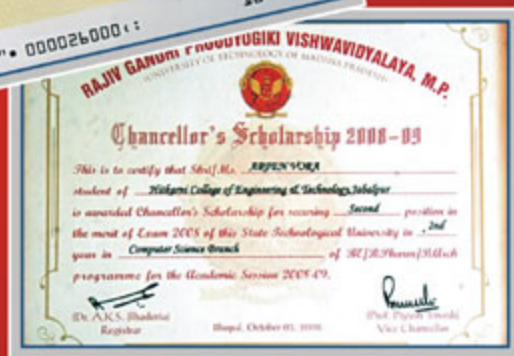 000026000
RAJIV GANDHI PROUDYOGIKI VISHWAVIDYALAYA, M.P.
(UNIVERSITY OF TECHNOLOGY OF MADHYA PRADESH)
Chancellor's Scholarship 2008-09
This is to certify that Shri/Ms. ARPEN VORA
student of Hitkarni College of Engineering & Technology, Jabalpur
is awarded Chancellor's Scholarship for securing Second position in
the merit of Exam 2008 of this State Technological University in 2nd
year in Computer Science Branch of BE/B.Pharm/B.Arch
programme for the Academic Session 2008-09.
(Dr. A.K.S. Bhadoria)
Registrar
Bhopal, October 03,
(Prof. Piyush Trivedi)
Vice Chancellor